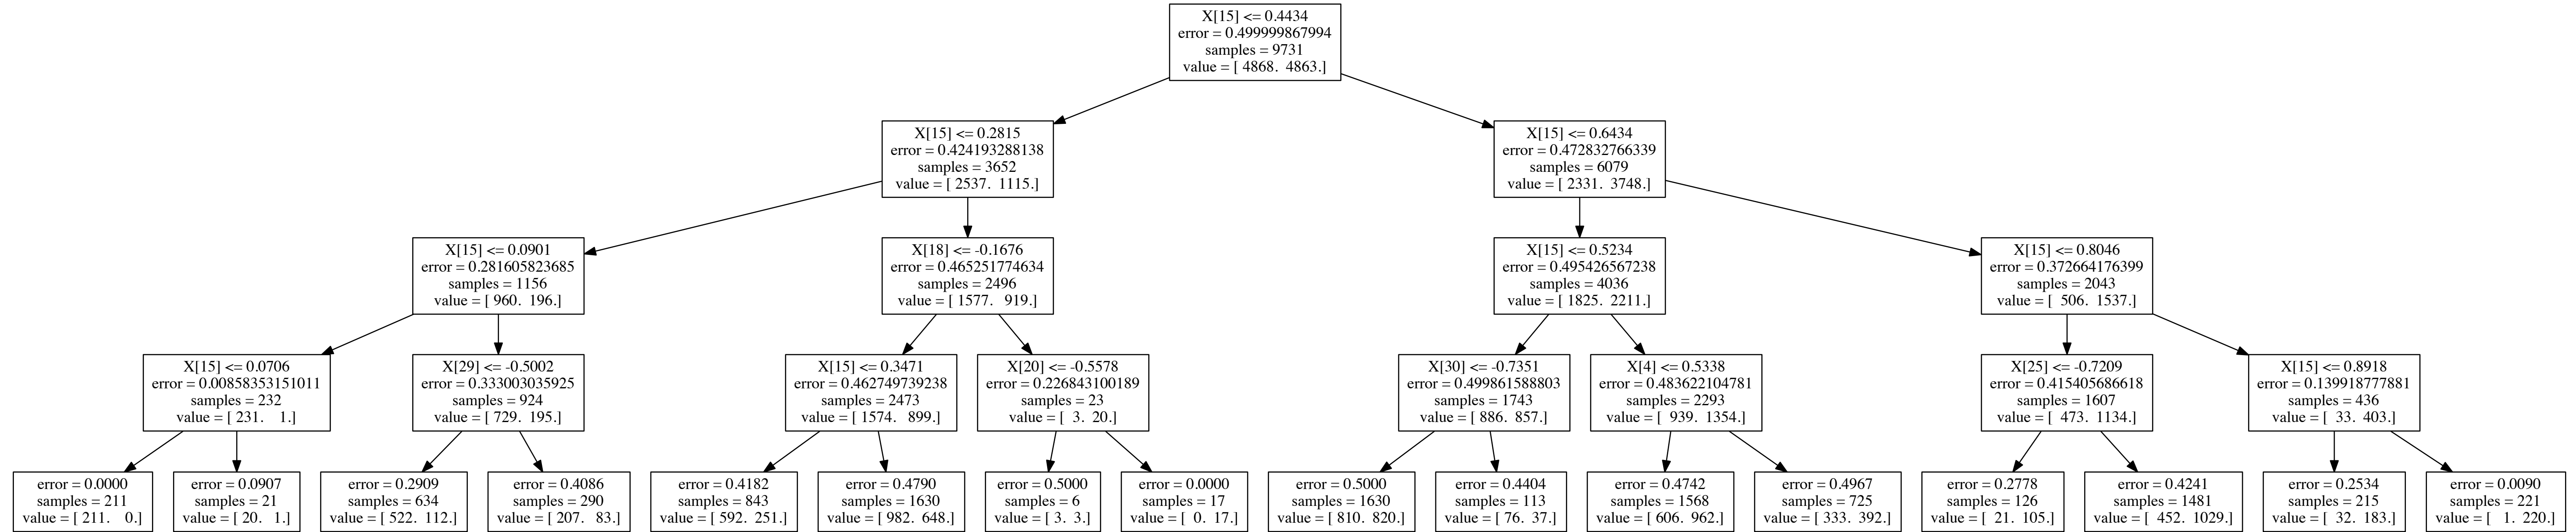 X[15] <= 0.4434
error = 0.499999867994
samples = 9731
value = [ 4868.  4863.]
X[15] <= 0.2815
error = 0.424193288138
samples = 3652
value = [ 2537.  1115.]
X[15] <= 0.6434
error = 0.472832766339
samples = 6079
value = [ 2331.  3748.]
X[15] <= 0.0901
error = 0.281605823685
samples = 1156
value = [ 960.  196.]
X[18] <= -0.1676
error = 0.465251774634
samples = 2496
value = [ 1577.   919.]
X[15] <= 0.5234
error = 0.495426567238
samples = 4036
value = [ 1825.  2211.]
X[15] <= 0.8046
error = 0.372664176399
samples = 2043
value = [  506.  1537.]
X[15] <= 0.0706
error = 0.00858353151011
samples = 232
value = [ 231.    1.]
X[29] <= -0.5002
error = 0.333003035925
samples = 924
value = [ 729.  195.]
X[15] <= 0.3471
error = 0.462749739238
samples = 2473
value = [ 1574.   899.]
X[20] <= -0.5578
error = 0.226843100189
samples = 23
value = [  3.  20.]
X[30] <= -0.7351
error = 0.499861588803
samples = 1743
value = [ 886.  857.]
X[4] <= 0.5338
error = 0.483622104781
samples = 2293
value = [  939.  1354.]
X[25] <= -0.7209
error = 0.415405686618
samples = 1607
value = [  473.  1134.]
X[15] <= 0.8918
error = 0.139918777881
samples = 436
value = [  33.  403.]
error = 0.0000
samples = 211
value = [ 211.    0.]
error = 0.0907
samples = 21
value = [ 20.   1.]
error = 0.2909
samples = 634
value = [ 522.  112.]
error = 0.4086
samples = 290
value = [ 207.   83.]
error = 0.4182
samples = 843
value = [ 592.  251.]
error = 0.4790
samples = 1630
value = [ 982.  648.]
error = 0.5000
samples = 6
value = [ 3.  3.]
error = 0.0000
samples = 17
value = [  0.  17.]
error = 0.5000
samples = 1630
value = [ 810.  820.]
error = 0.4404
samples = 113
value = [ 76.  37.]
error = 0.4742
samples = 1568
value = [ 606.  962.]
error = 0.4967
samples = 725
value = [ 333.  392.]
error = 0.2778
samples = 126
value = [  21.  105.]
error = 0.4241
samples = 1481
value = [  452.  1029.]
error = 0.2534
samples = 215
value = [  32.  183.]
error = 0.0090
samples = 221
value = [   1.  220.]